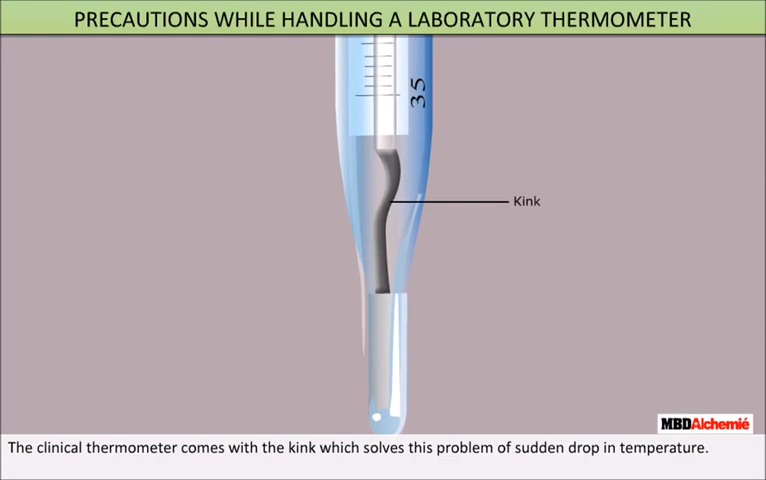 PRECAUTIONS WHILE HANDLING A LABORATORY THERMOMETER
35
Kink
MBDAlchemié
The clinical thermometer comes with the kink which solves this problem of sudden drop in temperature.